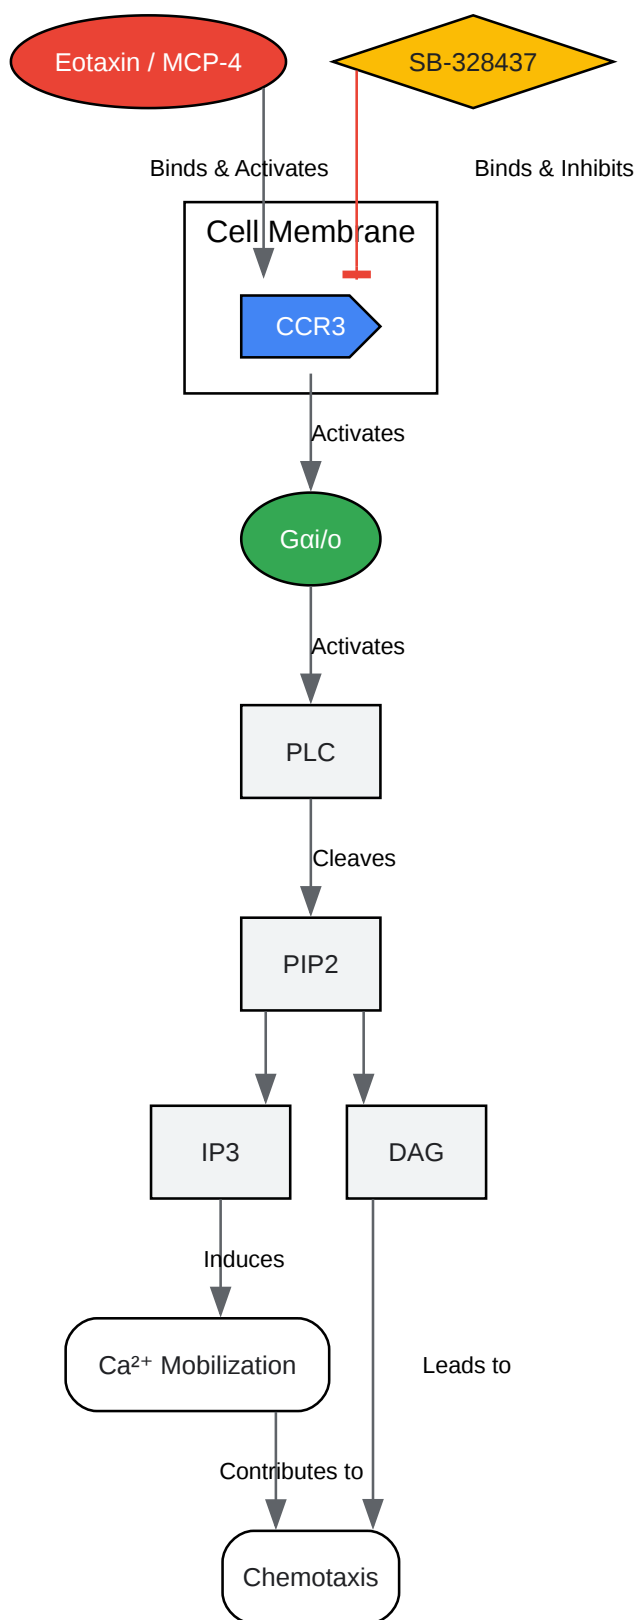 Eotaxin / MCP-4
SB-328437
Binds & Activates
Binds & Inhibits
Cell Membrane
CCR3
Activates
Gαi/o
Activates
PLC
Cleaves
PIP2
IP3
DAG
Induces
Ca²⁺ Mobilization
Leads to
Contributes to
Chemotaxis